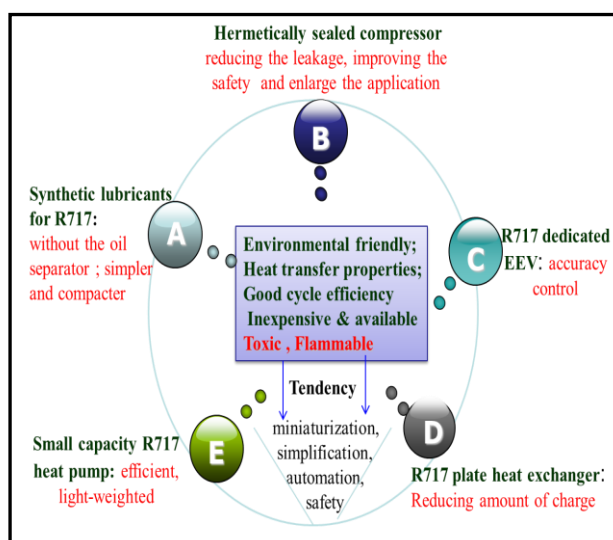 Hermetically sealed compressor
reducing the leakage, improving the
safety and enlarge the application
B
Synthetic lubricants
for R717:
without the oil
separator ; simpler
and compacter
A
Environmental friendly;
Heat transfer properties;
Good cycle efficiency
Inexpensive & available
Toxic , Flammable
C
R717 dedicated
EEV: accuracy
control
Tendency
miniaturization,
simplification,
automation,
safety
E
Small capacity R717
heat pump: efficient,
light-weighted
D
R717 plate heat exchanger:
Reducing amount of charge